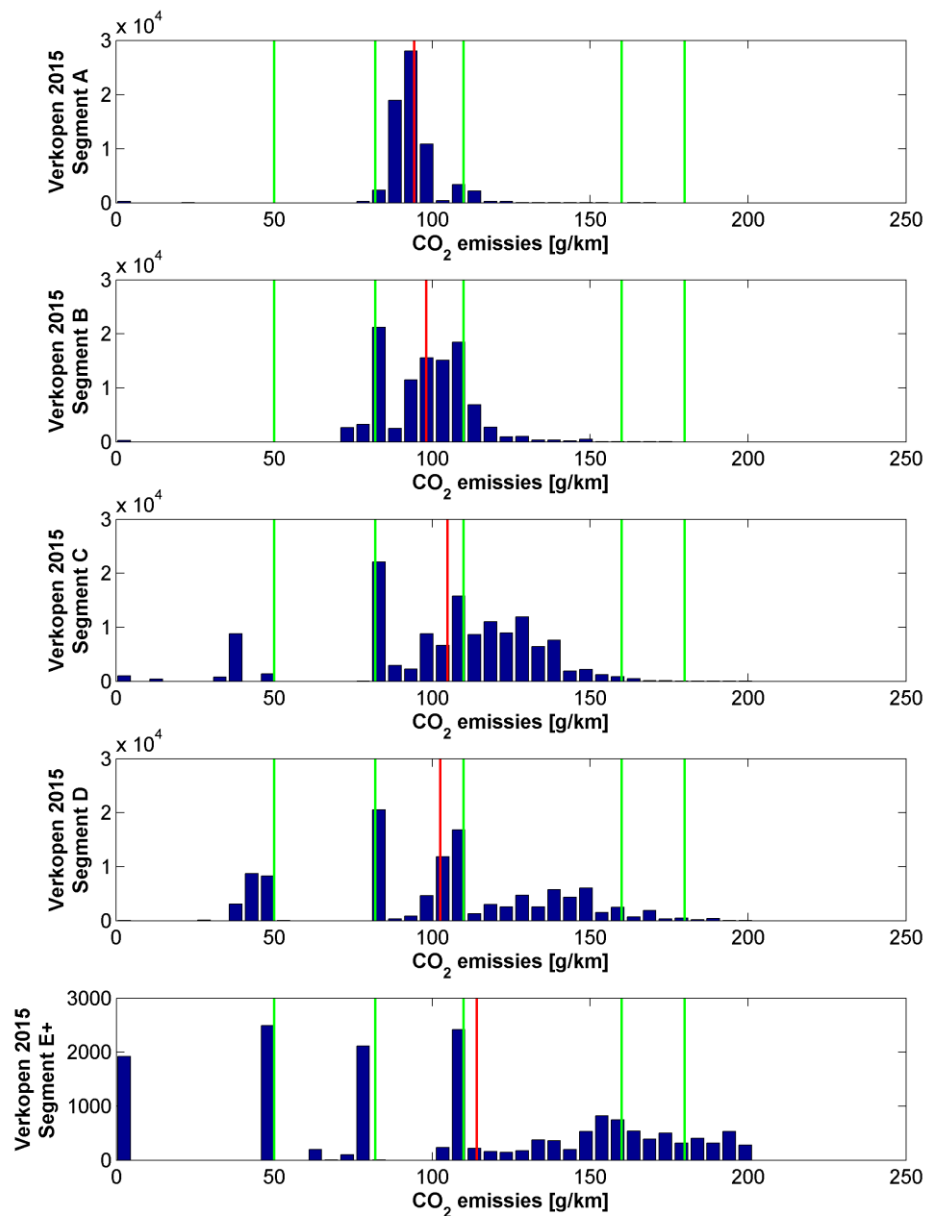 x 10^4
3
2
1
0
0 50 100 150 200 250
Verkopen 2015
Segment A
CO2 emissies [g/km]
x 10^4
3
2
1
0
0 50 100 150 200 250
Verkopen 2015
Segment B
CO2 emissies [g/km]
x 10^4
3
2
1
0
0 50 100 150 200 250
Verkopen 2015
Segment C
CO2 emissies [g/km]
x 10^4
3
2
1
0
0 50 100 150 200 250
Verkopen 2015
Segment D
CO2 emissies [g/km]
3000
2000
1000
0
0 50 100 150 200 250
Verkopen 2015
Segment E+
CO2 emissies [g/km]